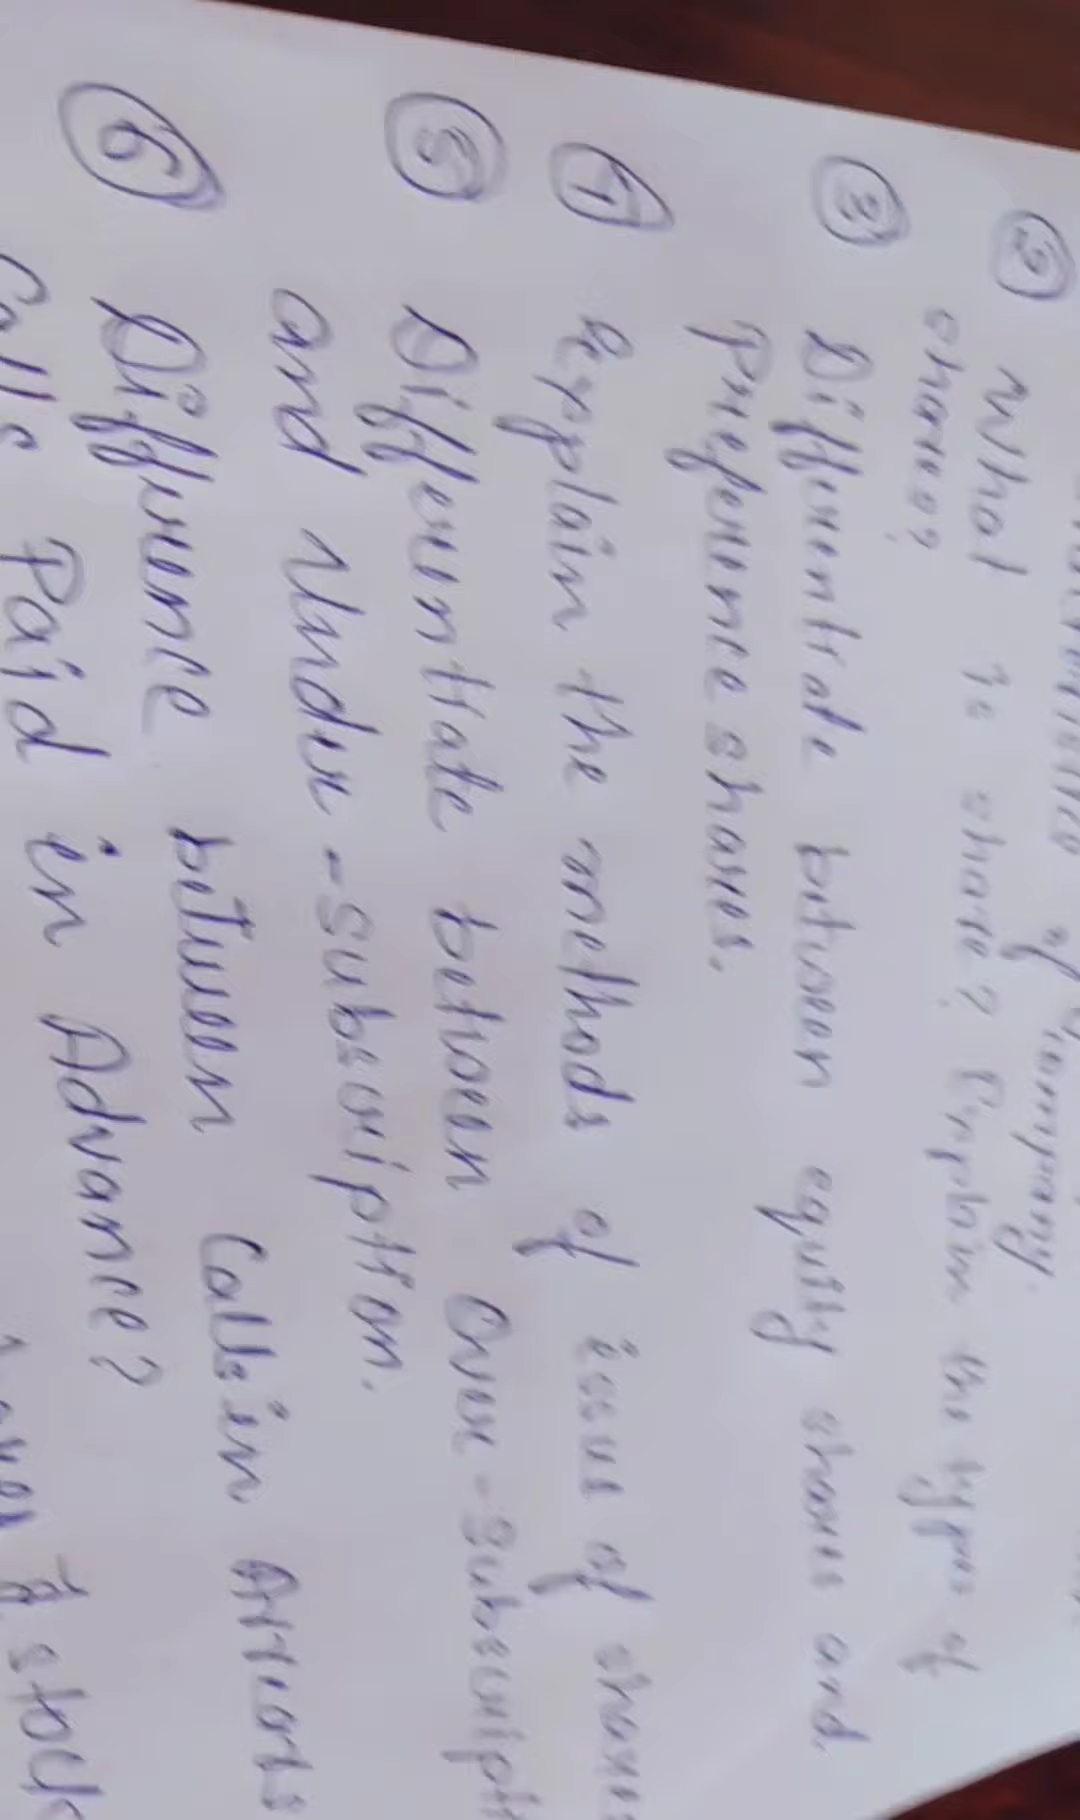 of Company.
② What is share? Explain the types of
shares?
③ Differentiate between equity shares and
Preference shares.
④ Explain the methods of issue of shares
⑤ Differentiate between Over-Subscripti
and Under-Subscription.
⑥ Difference between Calls in Arrears
Calls Paid in Advance?